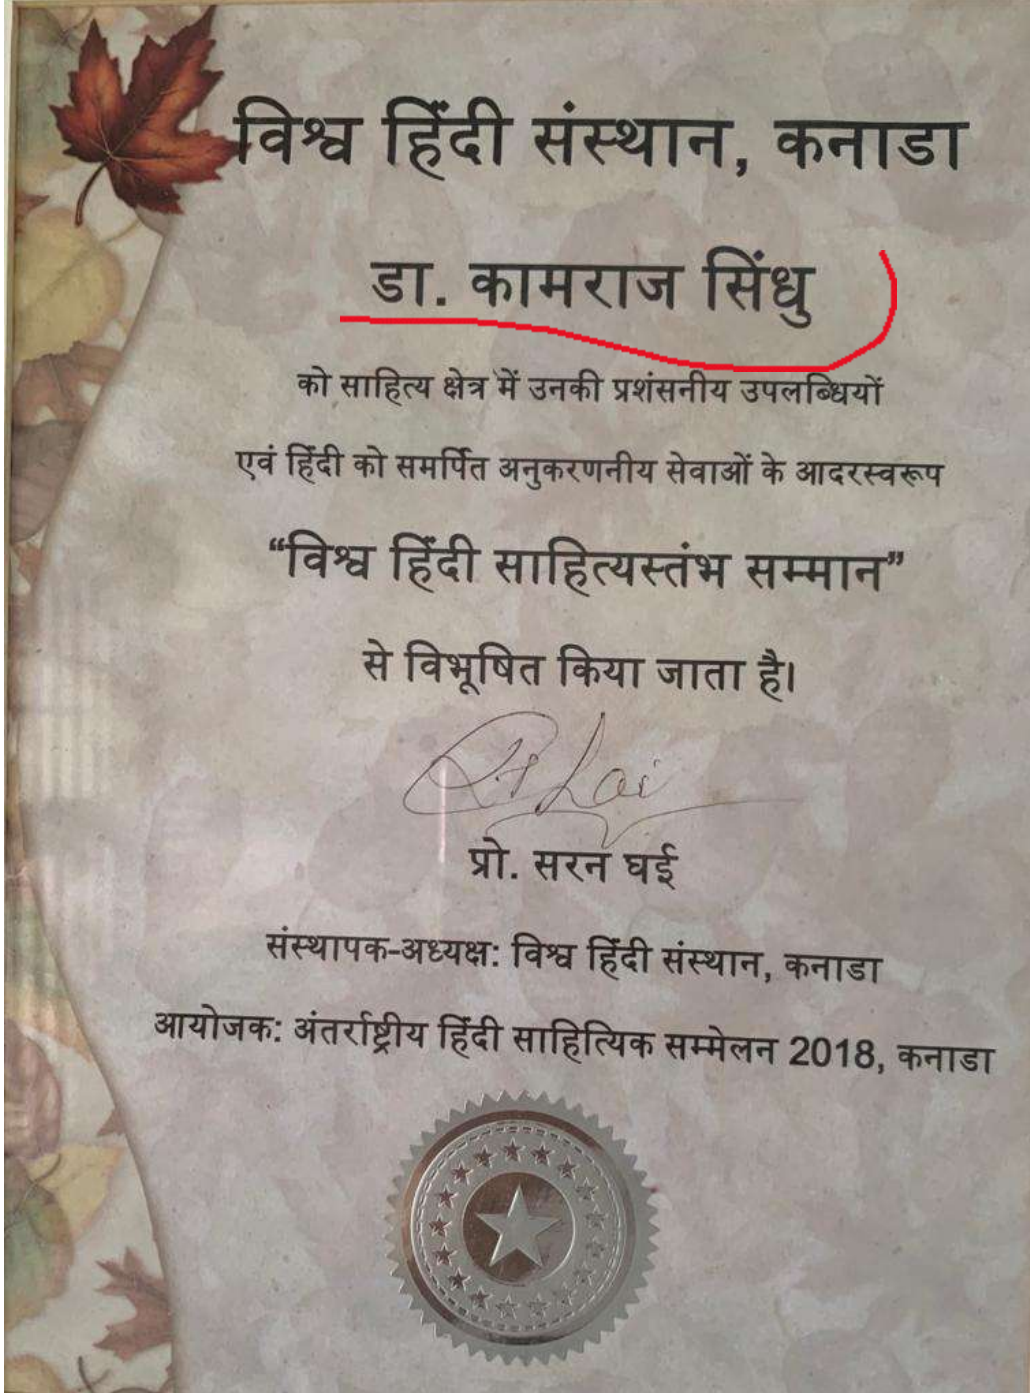 विश्व हिंदी संस्थान, कनाडा
डा. कामराज सिंधु
को साहित्य क्षेत्र में उनकी प्रशंसनीय उपलब्धियों
एवं हिंदी को समर्पित अनुकरणनीय सेवाओं के आदरस्वरूप
“विश्व हिंदी साहित्यस्तंभ सम्मान”
से विभूषित किया जाता है।
प्रो. सरन घई
संस्थापक-अध्यक्ष: विश्व हिंदी संस्थान, कनाडा
आयोजक: अंतर्राष्ट्रीय हिंदी साहित्यिक सम्मेलन 2018, कनाडा